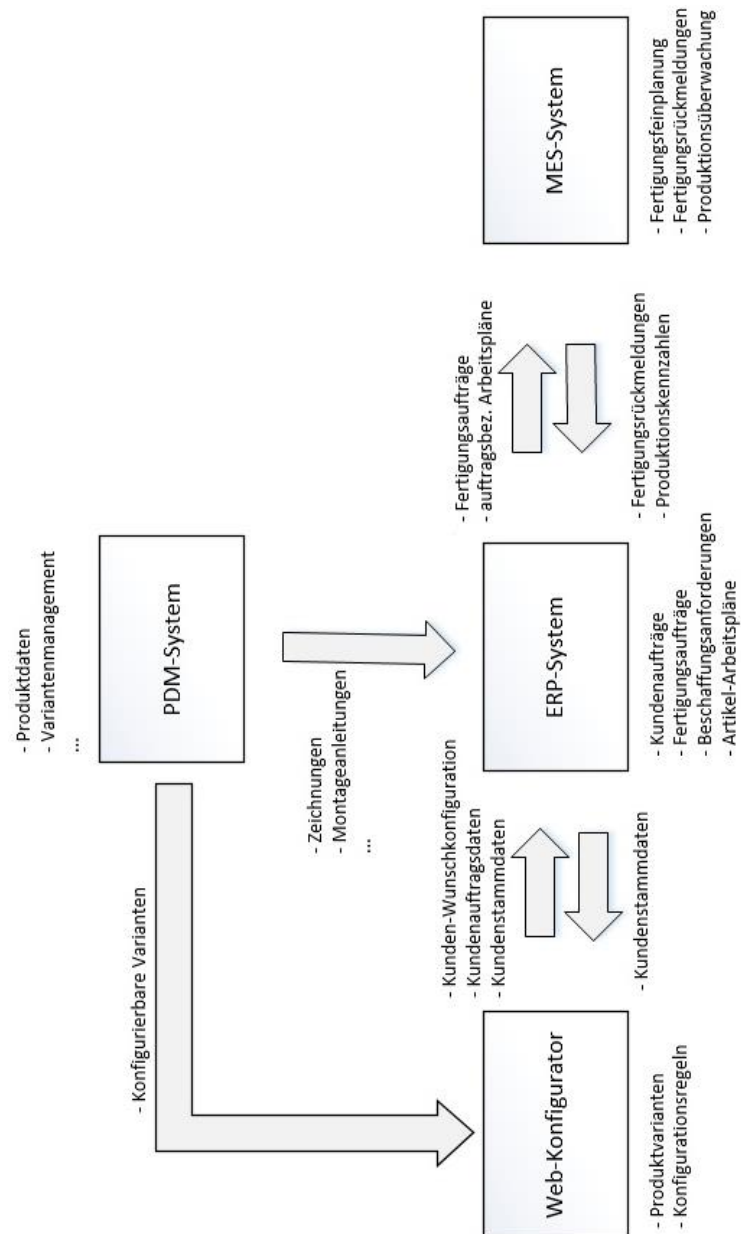 - Produktdaten
- Variantenmanagement
...
PDM-System
- Konfigurierbare Varianten
- Zeichnungen
- Montageanleitungen
...
- Kunden-Wunschkonfiguration
- Kundenauftragsdaten
- Kundenstammdaten
- Fertigungsaufträge
- auftragsbez. Arbeitspläne
Web-Konfigurator
ERP-System
MES-System
- Kundenstammdaten
- Fertigungsrückmeldungen
- Produktionskennzahlen
- Produktvarianten
- Konfigurationsregeln
- Kundenaufträge
- Fertigungsaufträge
- Beschaffungsanforderungen
- Artikel-Arbeitspläne
- Fertigungsfeinplanung
- Fertigungsrückmeldungen
- Produktionsüberwachung